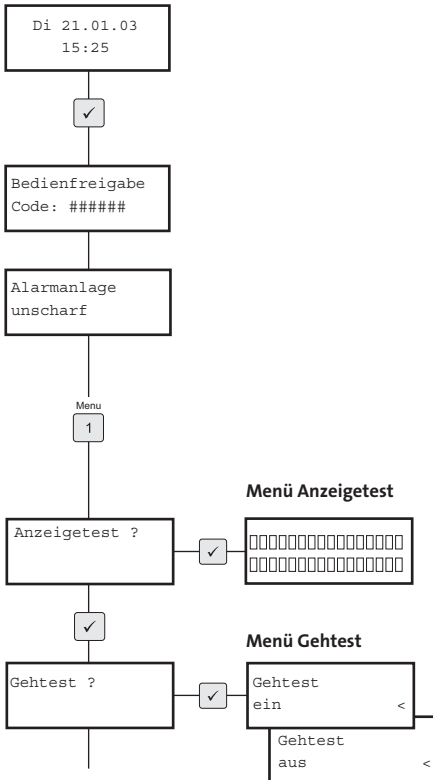 Di 21.01.03
15:25
Bedienfreigabe
Code: ######
Alarmanlage
unscharf
Menu
1
Menü Anzeigetest
Anzeigetest ?
Menü Gehtest
Gehtest ?
Gehtest
ein <
Gehtest
aus <